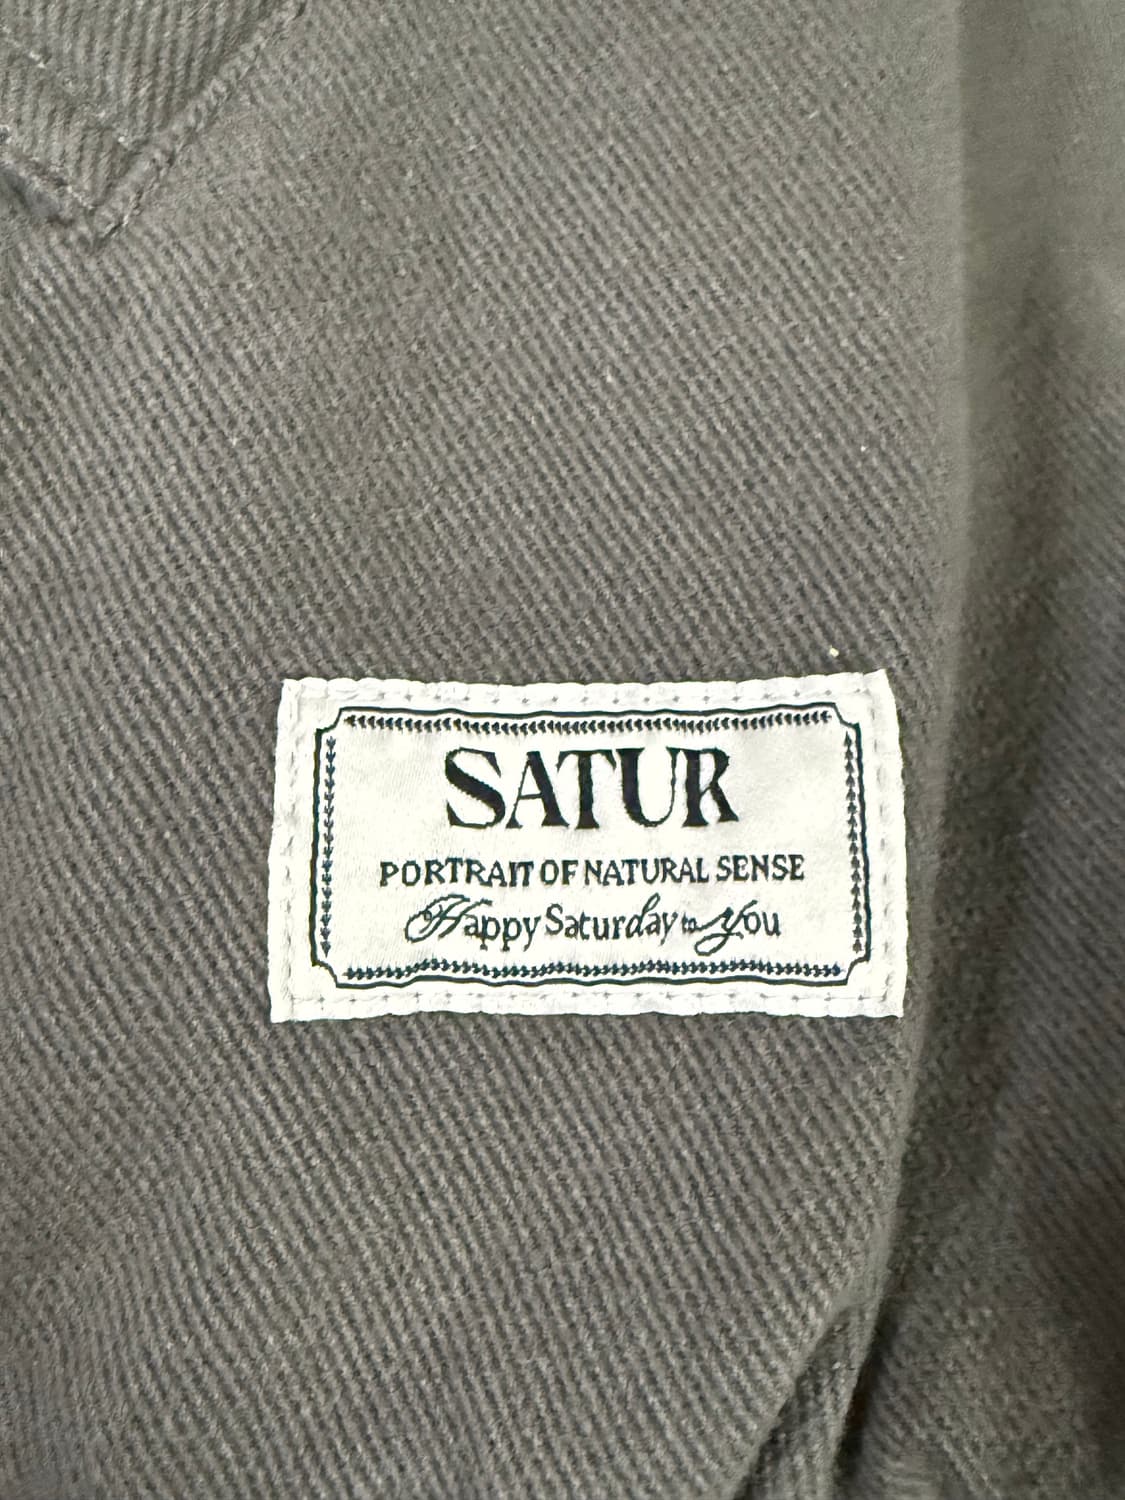 SATUR
PORTRAIT OF NATURAL SENSE
Happy Saturday to you